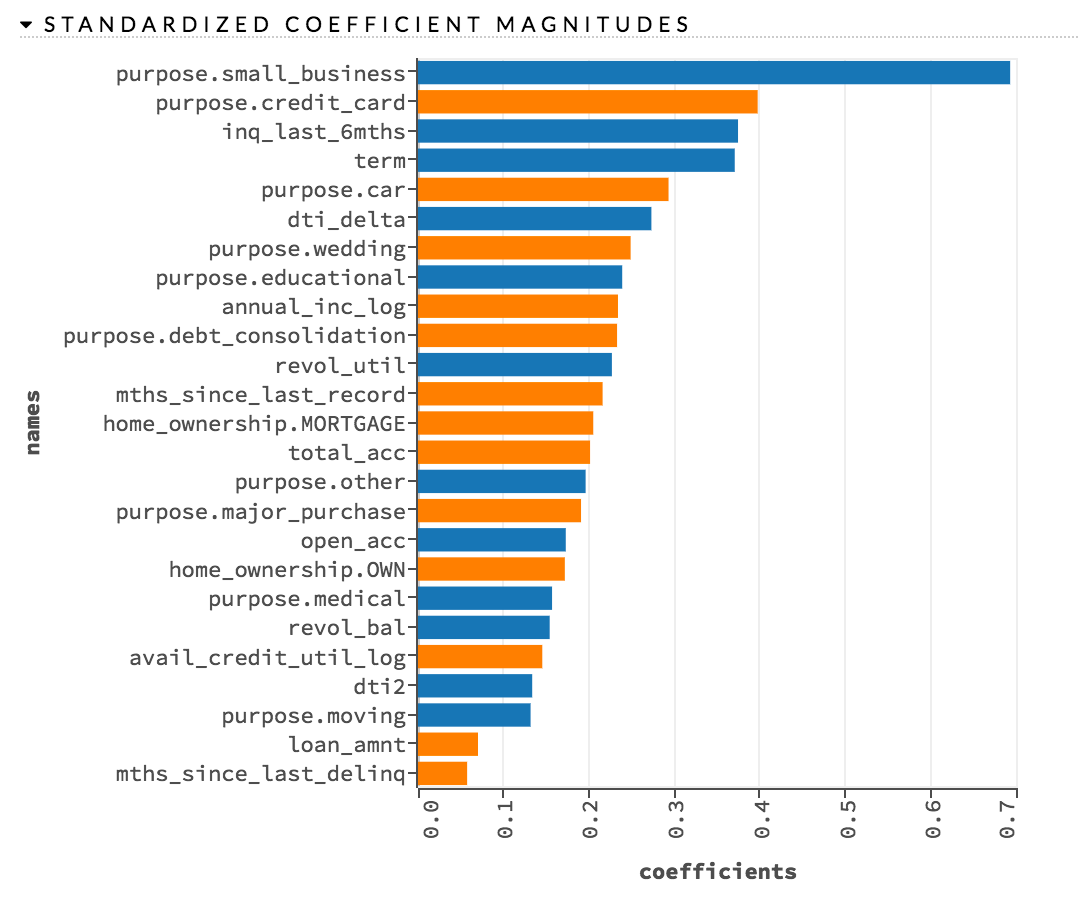 STANDARDIZED COEFFICIENT MAGNITUDES
purpose.small_business
purpose.credit_card
inq_last_6mths
term
purpose.car
dti_delta
purpose.wedding
purpose.educational
annual_inc_log
purpose.debt_consolidation
revol_util
mths_since_last_record
home_ownership.MORTGAGE
total_acc
purpose.other
purpose.major_purchase
open_acc
home_ownership.OWN
purpose.medical
revol_bal
avail_credit_util_log
dti2
purpose.moving
loan_amnt
mths_since_last_delinq
names
0.0 0.1 0.2 0.3 0.4 0.5 0.6 0.7
coefficients